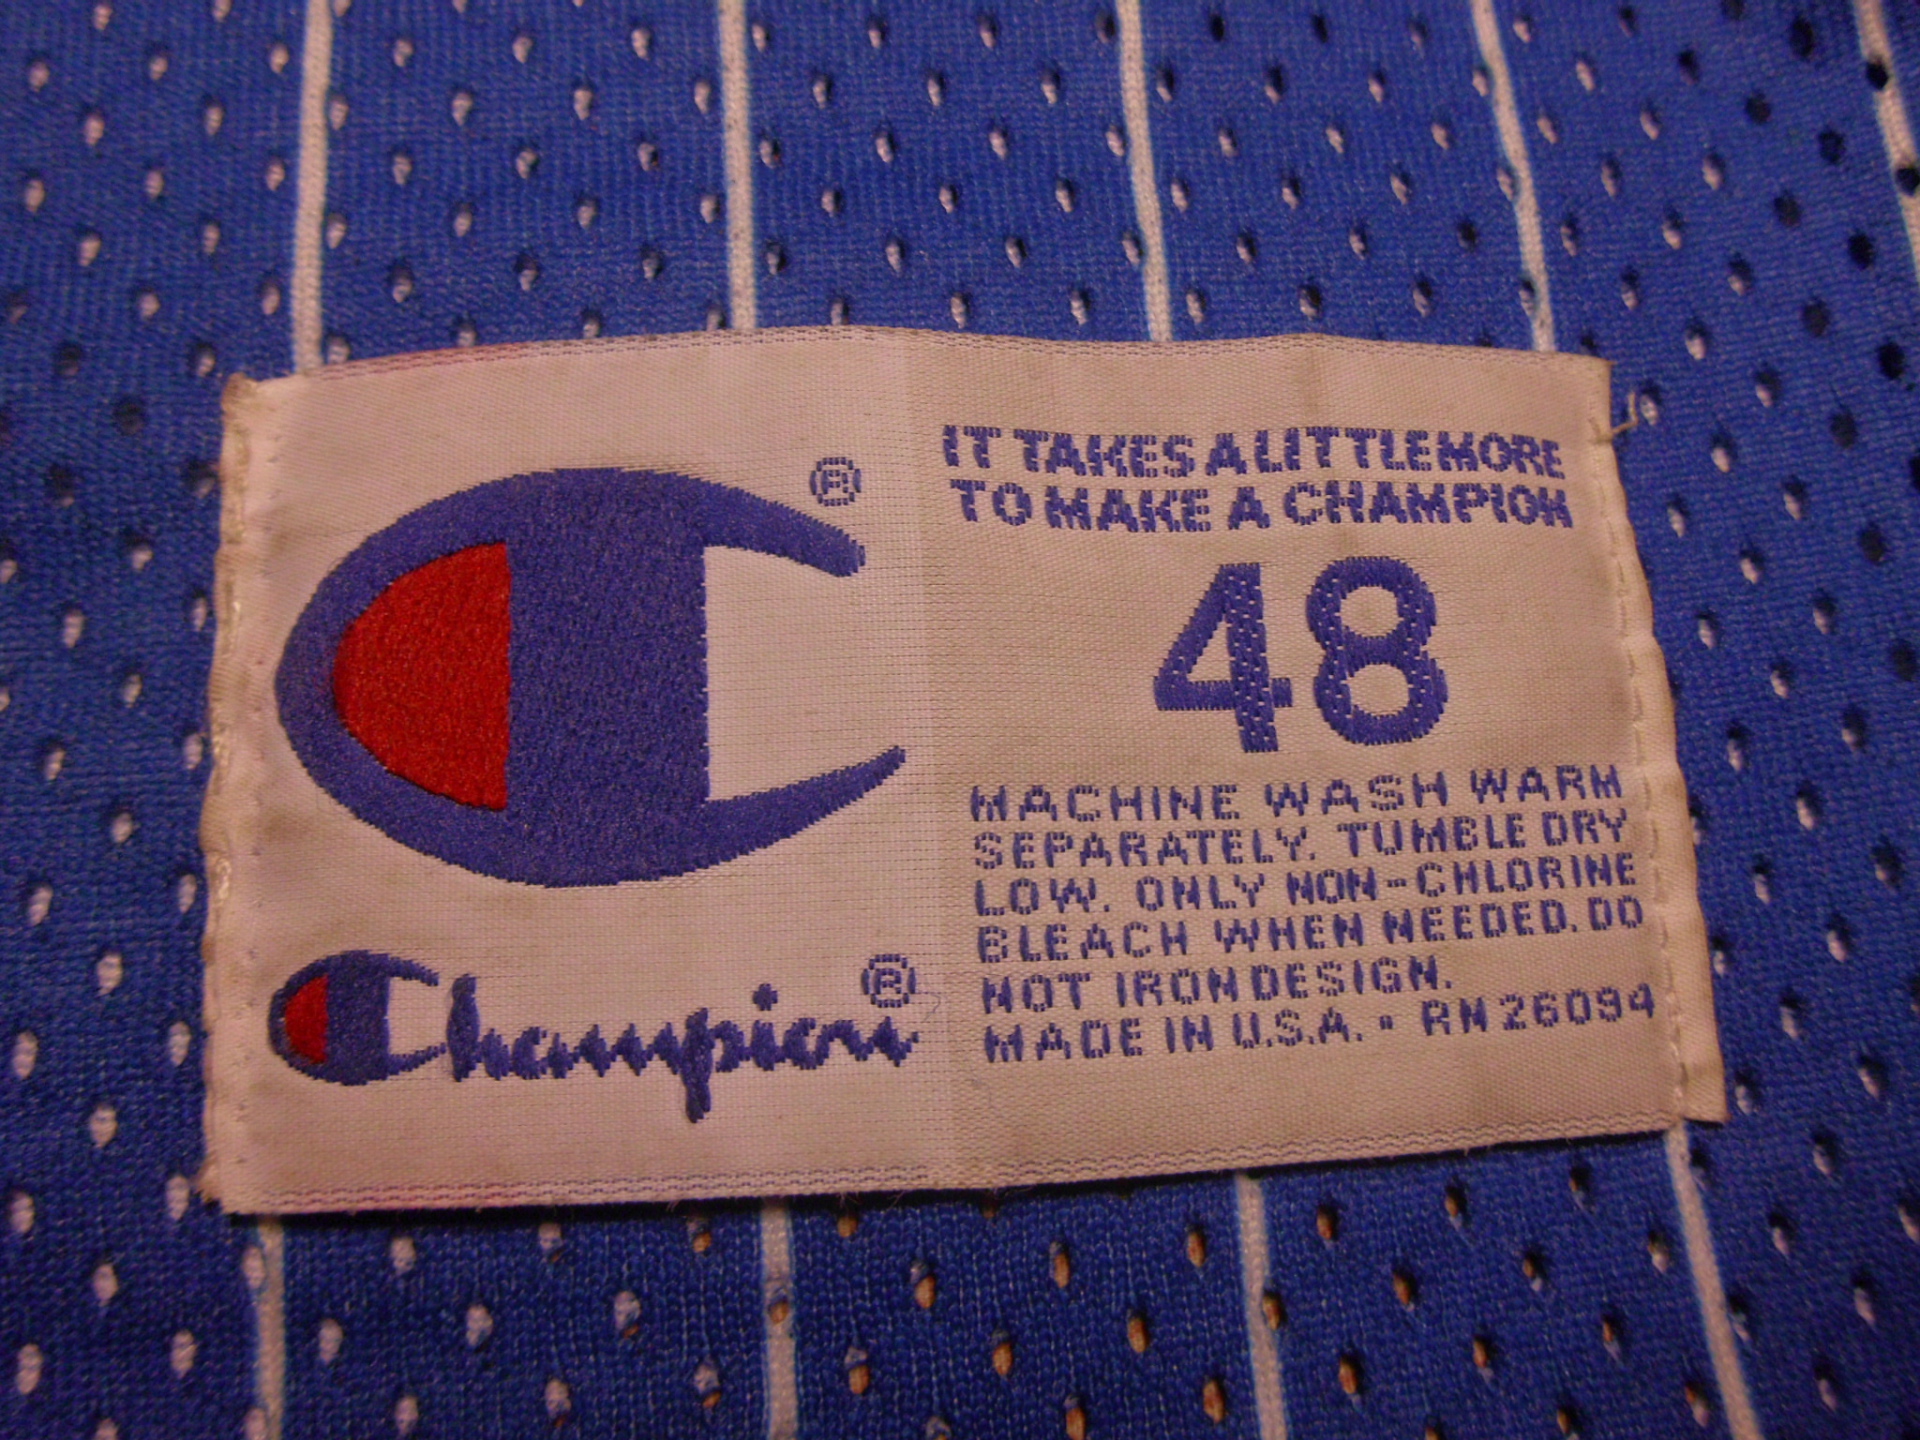 IT TAKES A LITTLE MORE
TO MAKE A CHAMPION
48
MACHINE WASH WARM
SEPARATELY. TUMBLE DRY
LOW. ONLY NON-CHLORINE
BLEACH WHEN NEEDED. DO
NOT IRON DESIGN.
MADE IN U.S.A. • RN 26094
®
Champion®